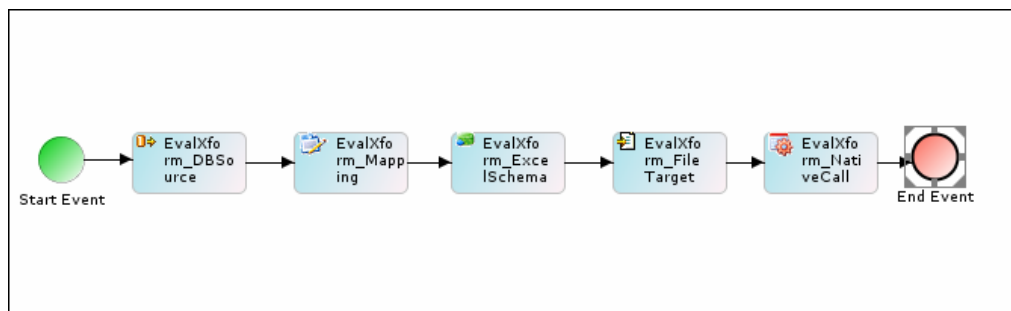 EvalXfo
rm_DBSo
urce
EvalXfo
rm_Mapp
ing
EvalXfo
rm_Exce
lSchema
EvalXfo
rm_File
Target
EvalXfo
rm_Nati
veCall
Start Event
End Event